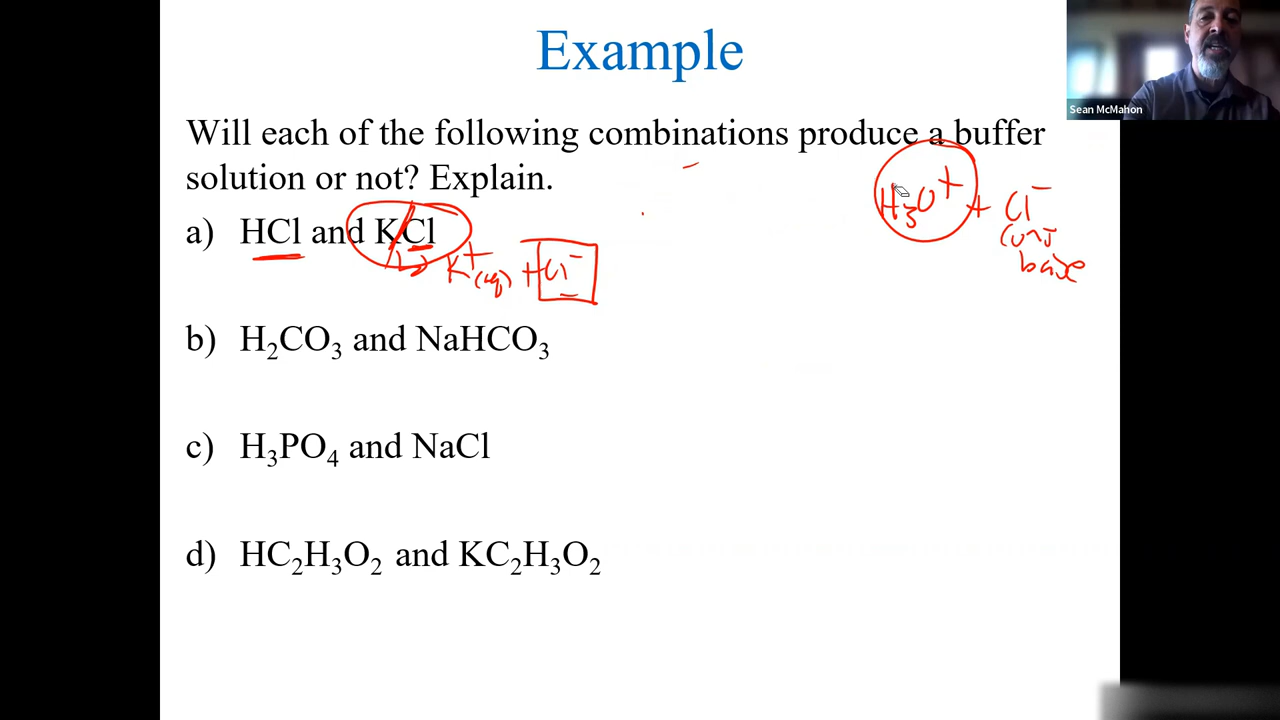 Example
Sean McMahon
Will each of the following combinations produce a buffer
solution or not? Explain.
H₃O⁺ + Cl⁻
conj
base
a) HCl and KCl
K⁺(aq) + Cl⁻
b) H₂CO₃ and NaHCO₃
c) H₃PO₄ and NaCl
d) HC₂H₃O₂ and KC₂H₃O₂